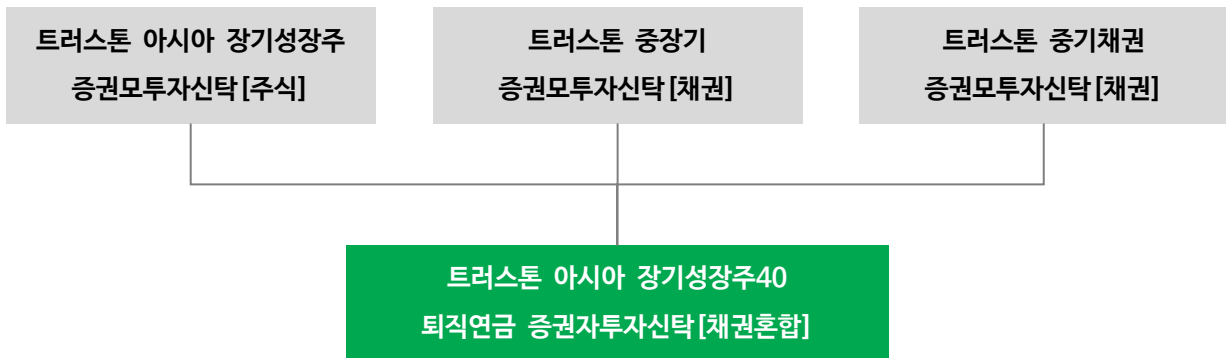 트러스톤 아시아 장기성장주
증권모투자신탁[주식]
트러스톤 중장기
증권모투자신탁[채권]
트러스톤 중기채권
증권모투자신탁[채권]
트러스톤 아시아 장기성장주40
퇴직연금 증권자투자신탁[채권혼합]